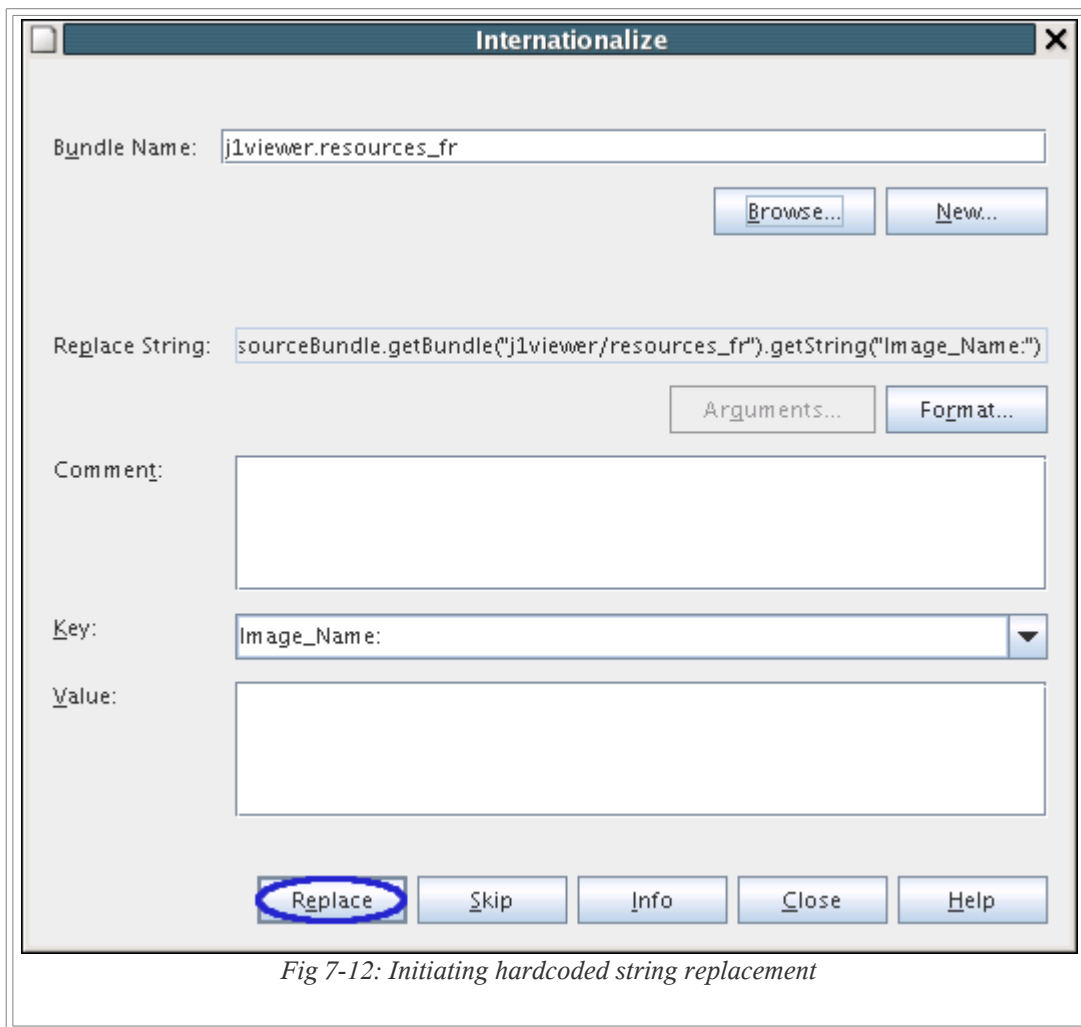 Internationalize
Bundle Name: j1viewer.resources_fr
Browse... New...
Replace String: sourceBundle.getBundle("j1viewer/resources_fr").getString("Image_Name:")
Arguments... Format...
Comment:
Key: Image_Name:
Value:
Replace Skip Info Close Help
Fig 7-12: Initiating hardcoded string replacement